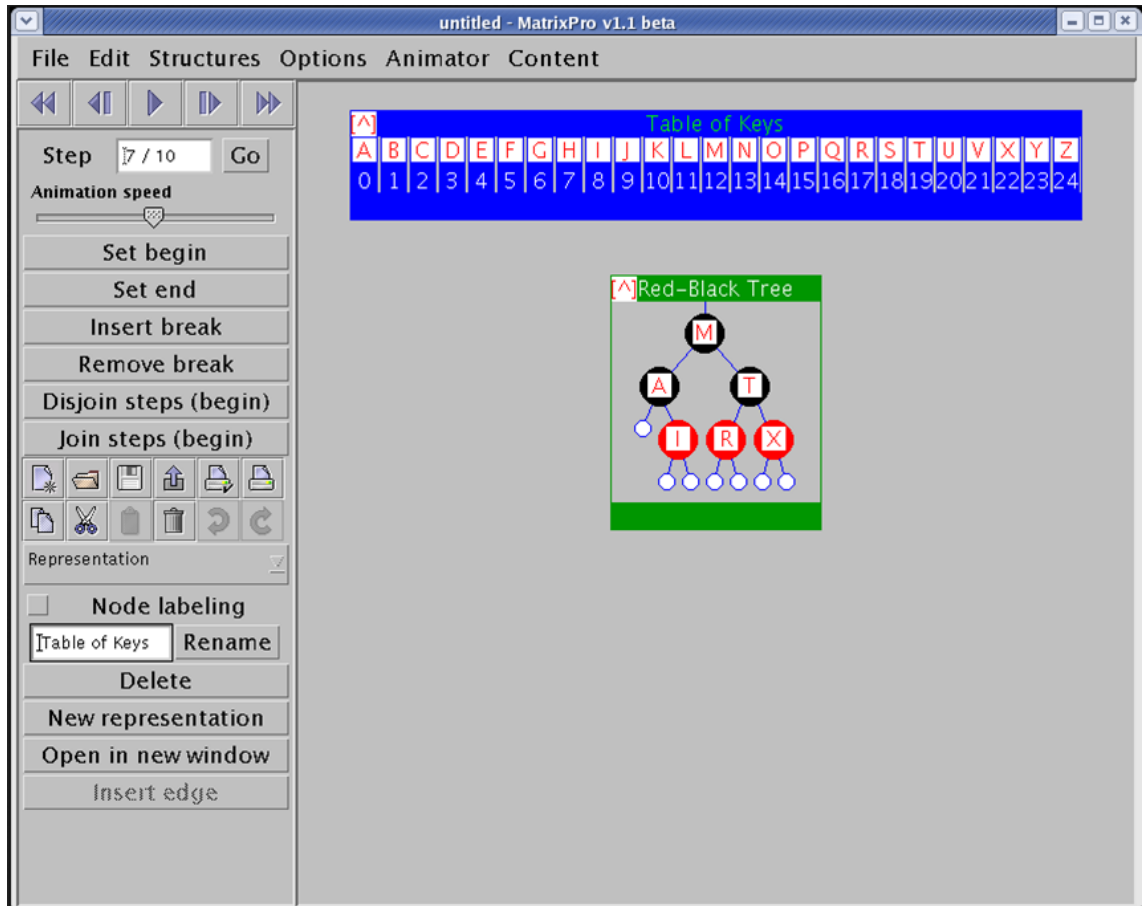 untitled - MatrixPro v1.1 beta
File Edit Structures Options Animator Content
Step 7 / 10 Go
Animation speed
Set begin
Set end
Insert break
Remove break
Disjoin steps (begin)
Join steps (begin)
Representation
Node labeling
Table of Keys Rename
Delete
New representation
Open in new window
Insert edge
[^] Table of Keys
A B C D E F G H I J K L M N O P Q R S T U V X Y Z
0 1 2 3 4 5 6 7 8 9 10 11 12 13 14 15 16 17 18 19 20 21 22 23 24
[^]Red-Black Tree
M
A T
I R X